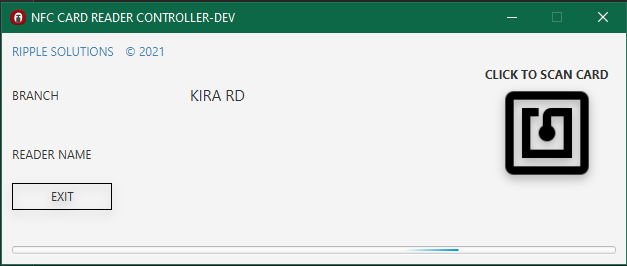 NFC CARD READER CONTROLLER-DEV
RIPPLE SOLUTIONS © 2021
CLICK TO SCAN CARD
BRANCH KIRA RD
READER NAME
EXIT